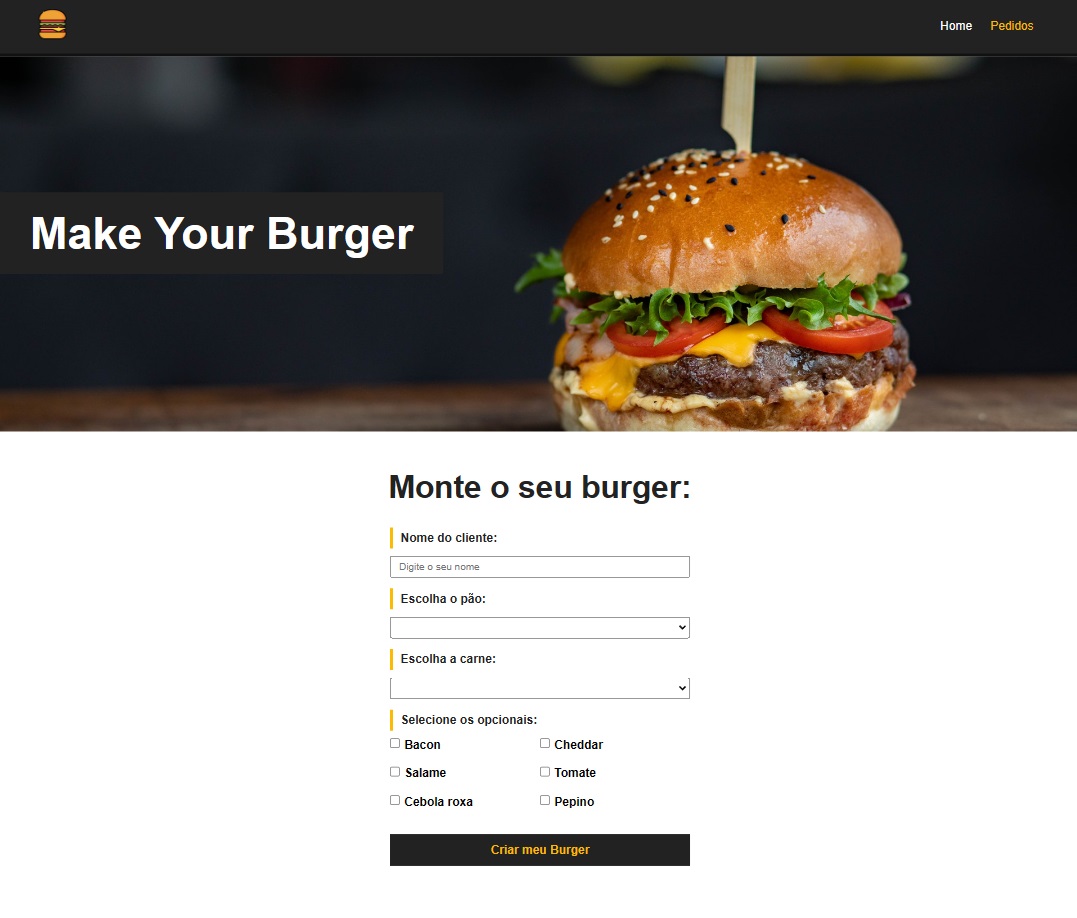 Home Pedidos
Make Your Burger
Monte o seu burger:
Nome do cliente:
Digite o seu nome
Escolha o pão:
Escolha a carne:
Selecione os opcionais:
Bacon Cheddar
Salame Tomate
Cebola roxa Pepino
Criar meu Burger